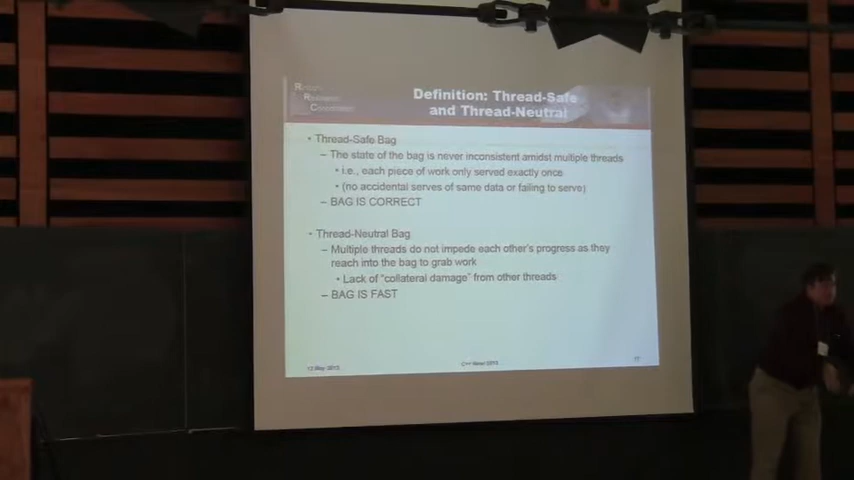 Definition: Thread-Safe
and Thread-Neutral
• Thread-Safe Bag
– The state of the bag is never inconsistent amidst multiple threads
• i.e., each piece of work only served exactly once
• (no accidental serves of same data or failing to serve)
– BAG IS CORRECT
• Thread-Neutral Bag
– Multiple threads do not impede each other's progress as they
reach into the bag to grab work
• Lack of "collateral damage" from other threads
– BAG IS FAST
2013
17